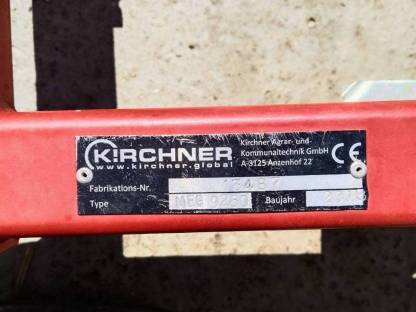 KIRCHNER
www.kirchner.global
Kirchner Agrar- und
Kommunaltechnik GmbH
A-3125 Anzenhof 22
CE
Fabrikations-Nr.
Type Baujahr